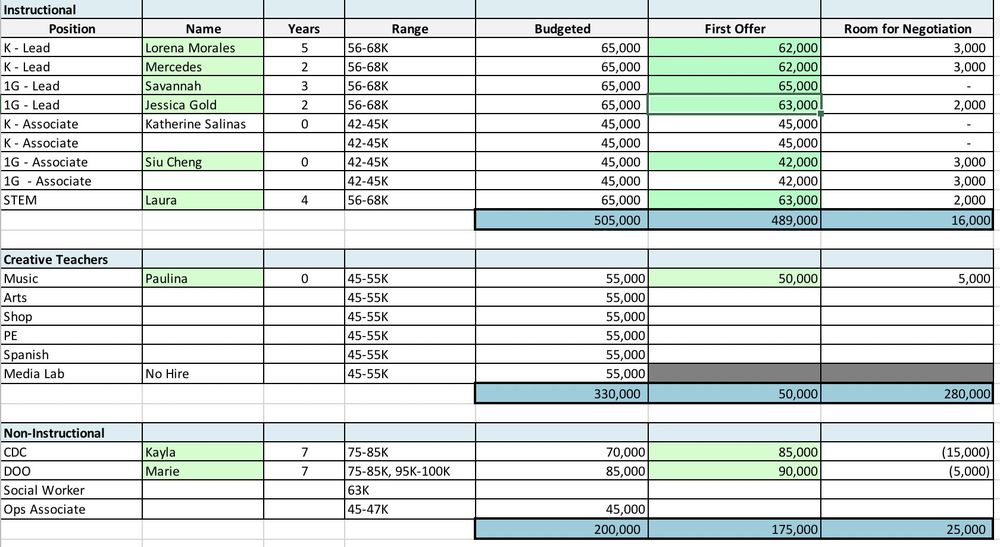 Instructional
Position Name Years Range Budgeted First Offer Room for Negotiation
K - Lead Lorena Morales 5 56-68K 65,000 62,000 3,000
K - Lead Mercedes 2 56-68K 65,000 62,000 3,000
1G - Lead Savannah 3 56-68K 65,000 65,000 -
1G - Lead Jessica Gold 2 56-68K 65,000 63,000 2,000
K - Associate Katherine Salinas 0 42-45K 45,000 45,000 -
K - Associate 42-45K 45,000 45,000 -
1G - Associate Siu Cheng 0 42-45K 45,000 42,000 3,000
1G - Associate 42-45K 45,000 42,000 3,000
STEM Laura 4 56-68K 65,000 63,000 2,000
505,000 489,000 16,000
Creative Teachers
Music Paulina 0 45-55K 55,000 50,000 5,000
Arts 45-55K 55,000
Shop 45-55K 55,000
PE 45-55K 55,000
Spanish 45-55K 55,000
Media Lab No Hire 45-55K 55,000
330,000 50,000 280,000
Non-Instructional
CDC Kayla 7 75-85K 70,000 85,000 (15,000)
DOO Marie 7 75-85K, 95K-100K 85,000 90,000 (5,000)
Social Worker 63K
Ops Associate 45-47K 45,000
200,000 175,000 25,000